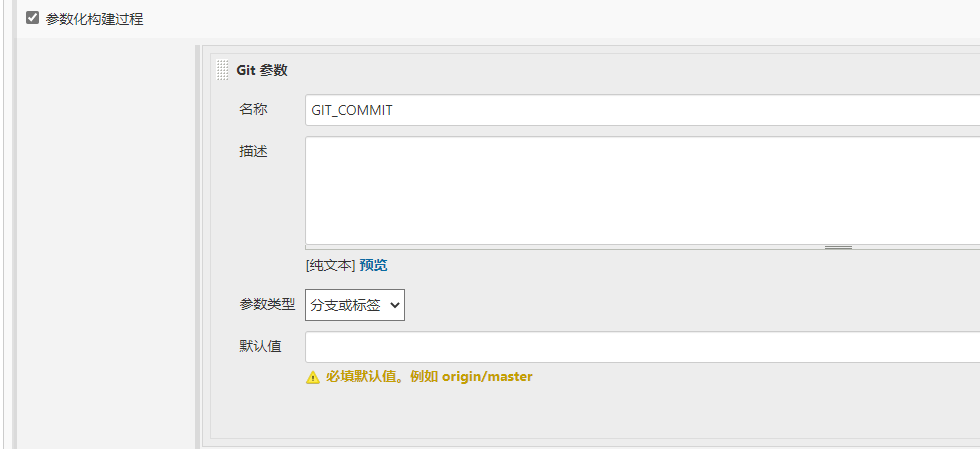 参数化构建过程
Git 参数
名称
GIT_COMMIT
描述
[纯文本] 预览
参数类型
分支或标签
默认值
必填默认值。例如 origin/master